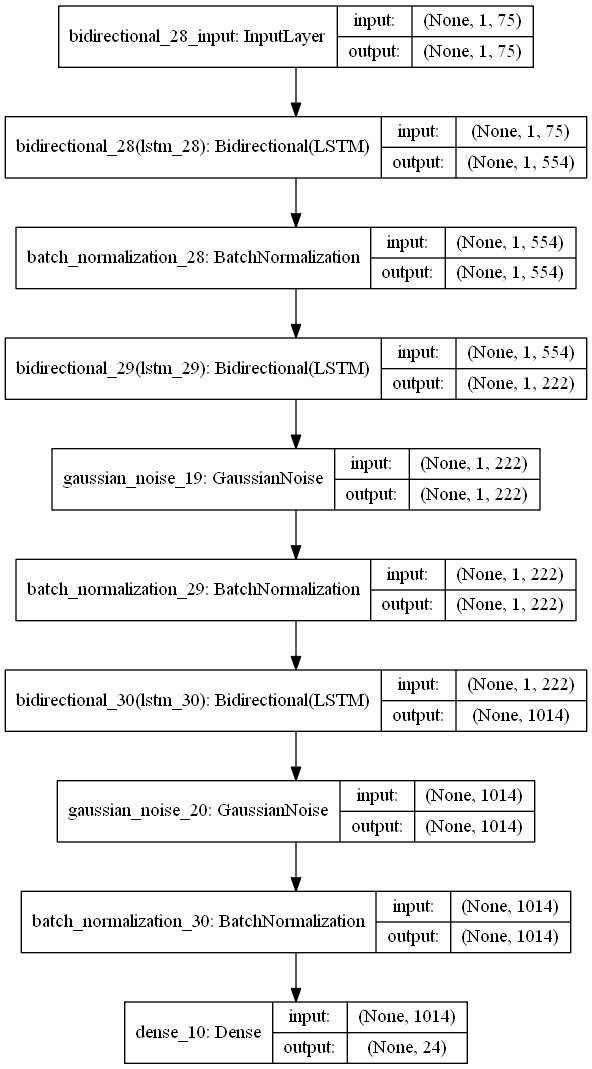 bidirectional_28_input: InputLayer
input: (None, 1, 75)
output: (None, 1, 75)
bidirectional_28(lstm_28): Bidirectional(LSTM)
input: (None, 1, 75)
output: (None, 1, 554)
batch_normalization_28: BatchNormalization
input: (None, 1, 554)
output: (None, 1, 554)
bidirectional_29(lstm_29): Bidirectional(LSTM)
input: (None, 1, 554)
output: (None, 1, 222)
gaussian_noise_19: GaussianNoise
input: (None, 1, 222)
output: (None, 1, 222)
batch_normalization_29: BatchNormalization
input: (None, 1, 222)
output: (None, 1, 222)
bidirectional_30(lstm_30): Bidirectional(LSTM)
input: (None, 1, 222)
output: (None, 1014)
gaussian_noise_20: GaussianNoise
input: (None, 1014)
output: (None, 1014)
batch_normalization_30: BatchNormalization
input: (None, 1014)
output: (None, 1014)
dense_10: Dense
input: (None, 1014)
output: (None, 24)